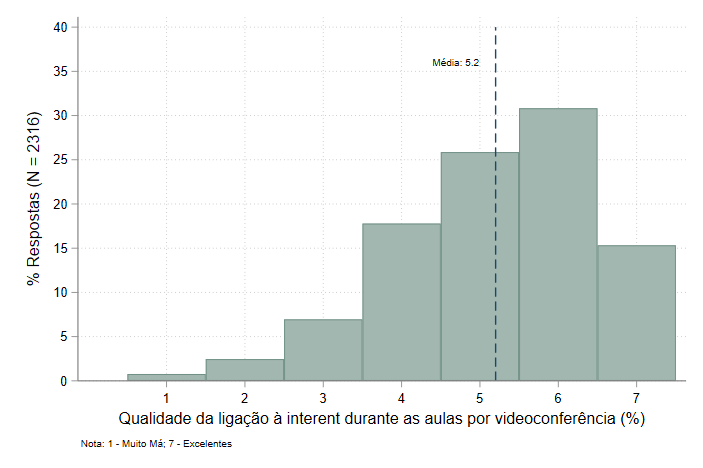 % Respostas (N = 2316)
40
35
30
25
20
15
10
5
0
Média: 5.2
1 2 3 4 5 6 7
Qualidade da ligação à interent durante as aulas por videoconferência (%)
Nota: 1 - Muito Má; 7 - Excelentes